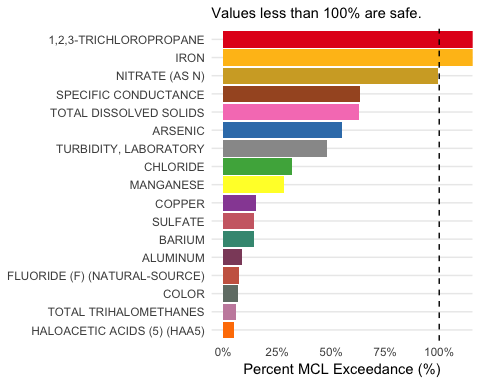 Values less than 100% are safe.
1,2,3-TRICHLOROPROPANE
IRON
NITRATE (AS N)
SPECIFIC CONDUCTANCE
TOTAL DISSOLVED SOLIDS
ARSENIC
TURBIDITY, LABORATORY
CHLORIDE
MANGANESE
COPPER
SULFATE
BARIUM
ALUMINUM
FLUORIDE (F) (NATURAL-SOURCE)
COLOR
TOTAL TRIHALOMETHANES
HALOACETIC ACIDS (5) (HAA5)
0% 25% 50% 75% 100%
Percent MCL Exceedance (%)